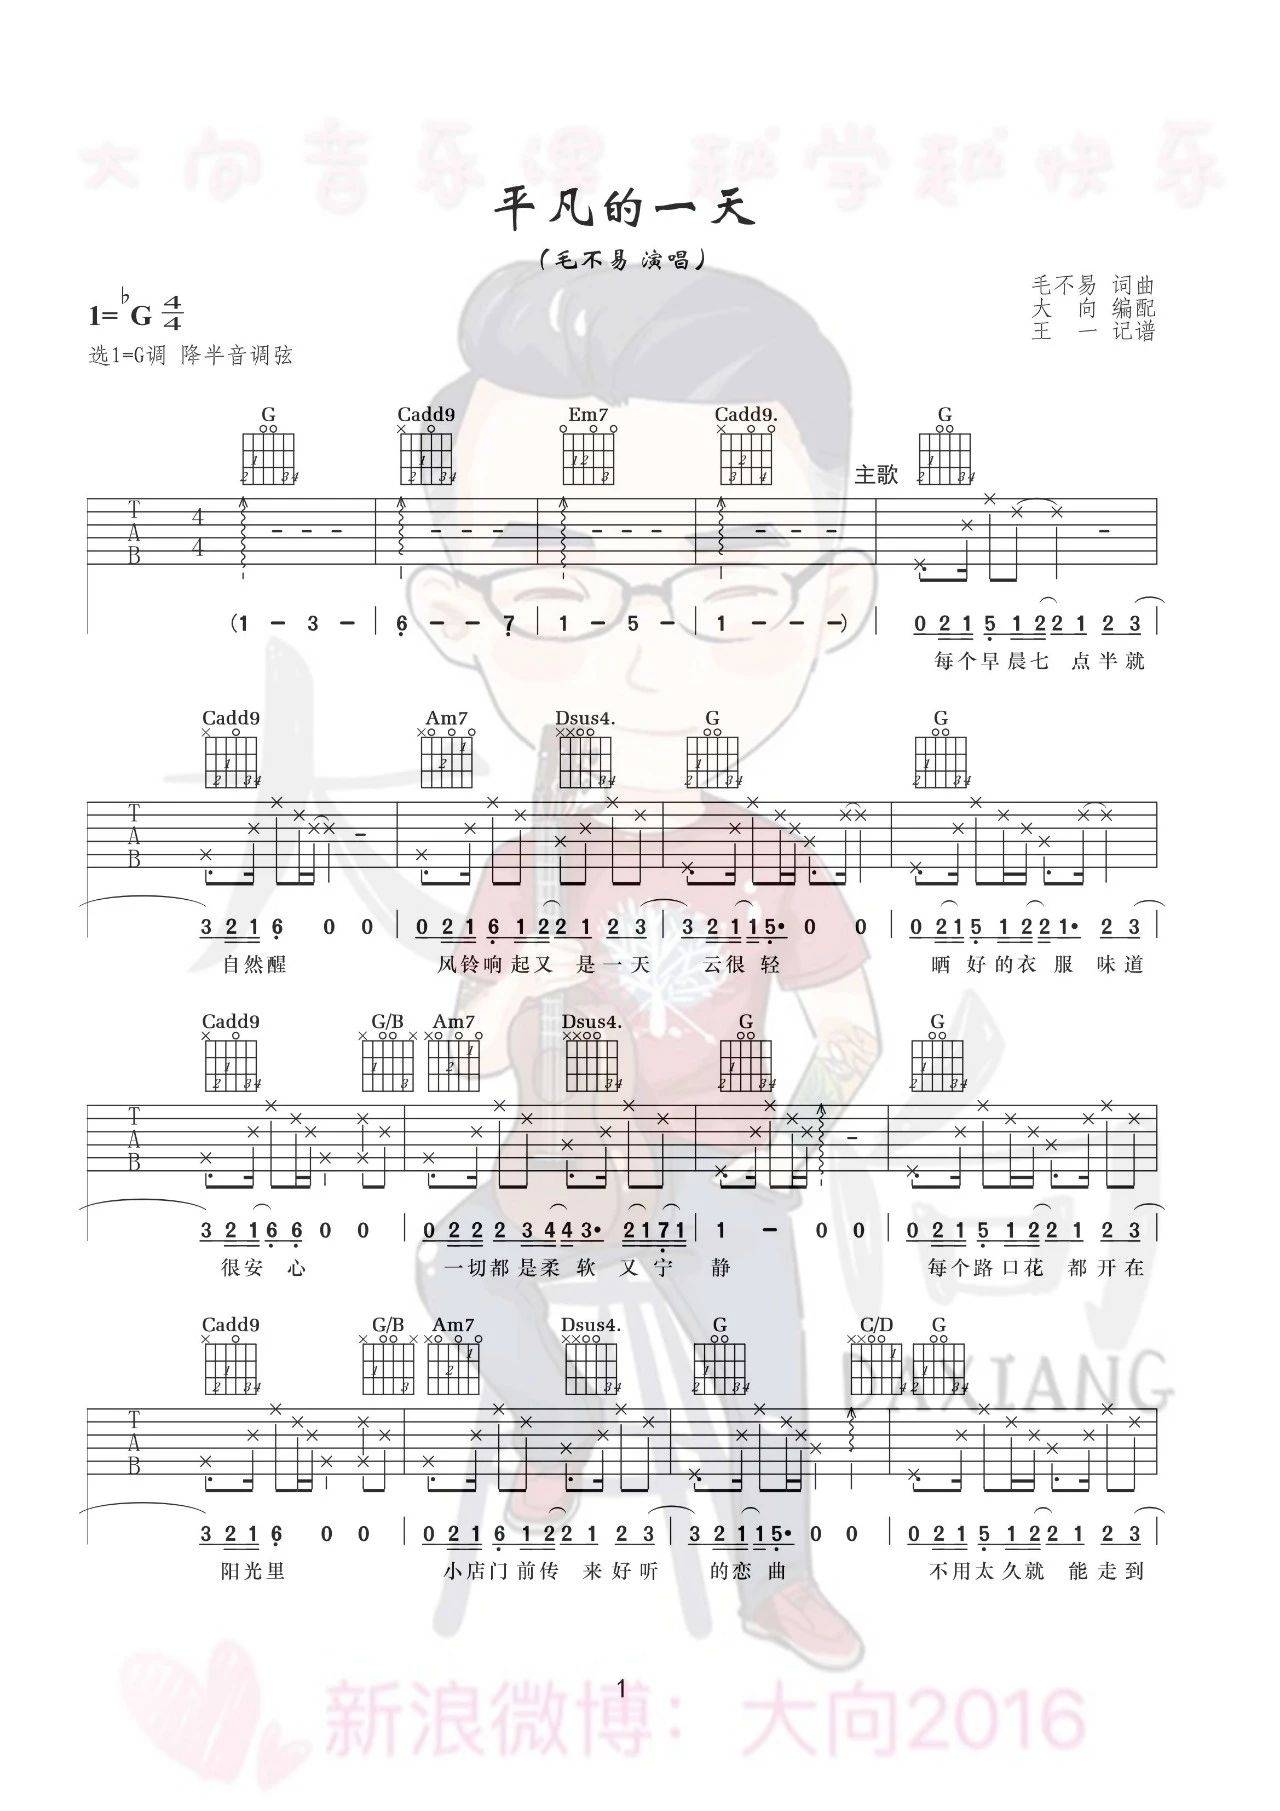 大向音乐课 秘学秘快乐
平凡的一天
(毛不易 演唱)
毛不易 词曲
大 向 编配
王 一 记谱
1=♭G 4/4
选1=G调 降半音调弦
G Cadd9 Em7 Cadd9. G
主歌
T A B 4 4
(1 - 3 - | 6 - - 7 | 1 - 5 - | 1 - - -) | 0 2 1 5 1 2 2 1 2 3 |
每个早晨七 点半就
Cadd9 Am7 Dsus4. G G
T A B
3 2 1 6 0 0 | 0 2 1 6 1 2 2 1 2 3 | 3 2 1 1 5• 0 0 | 0 2 1 5 1 2 2 1• 2 3 |
自然醒 风铃响起又 是一天 云很轻 晒好的衣服 味道
Cadd9 G/B Am7 Dsus4. G G
T A B
3 2 1 6 6 0 0 | 0 2 2 2 3 4 4 3• 2 1 7 1 | 1 - 0 0 | 0 2 1 5 1 2 2 1 2 3 |
很安心 一切都是柔软又宁静 每个路口花 都开在
Cadd9 G/B Am7 Dsus4. G C/D G
T A B
3 2 1 6 0 0 | 0 2 1 6 1 2 2 1 2 3 | 3 2 1 1 5• 0 0 | 0 2 1 5 1 2 2 1 2 3 |
阳光里 小店门前传 来好听 的恋曲 不用太久就 能走到
大向
DAXIANG
1
新浪微博：大向2016